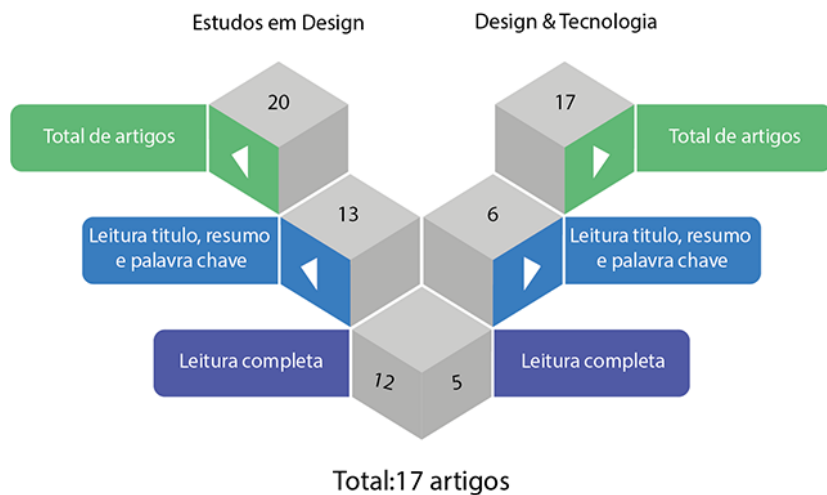 Estudos em Design
Design & Tecnologia
20
17
Total de artigos
Total de artigos
13
6
Leitura titulo, resumo
e palavra chave
Leitura titulo, resumo
e palavra chave
Leitura completa
12
5
Leitura completa
Total:17 artigos